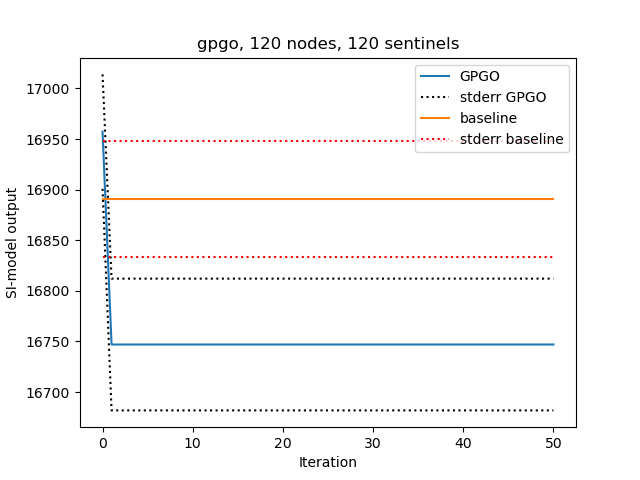 gpgo, 120 nodes, 120 sentinels
GPGO
stderr GPGO
baseline
stderr baseline
SI-model output
17000
16950
16900
16850
16800
16750
16700
0 10 20 30 40 50
Iteration